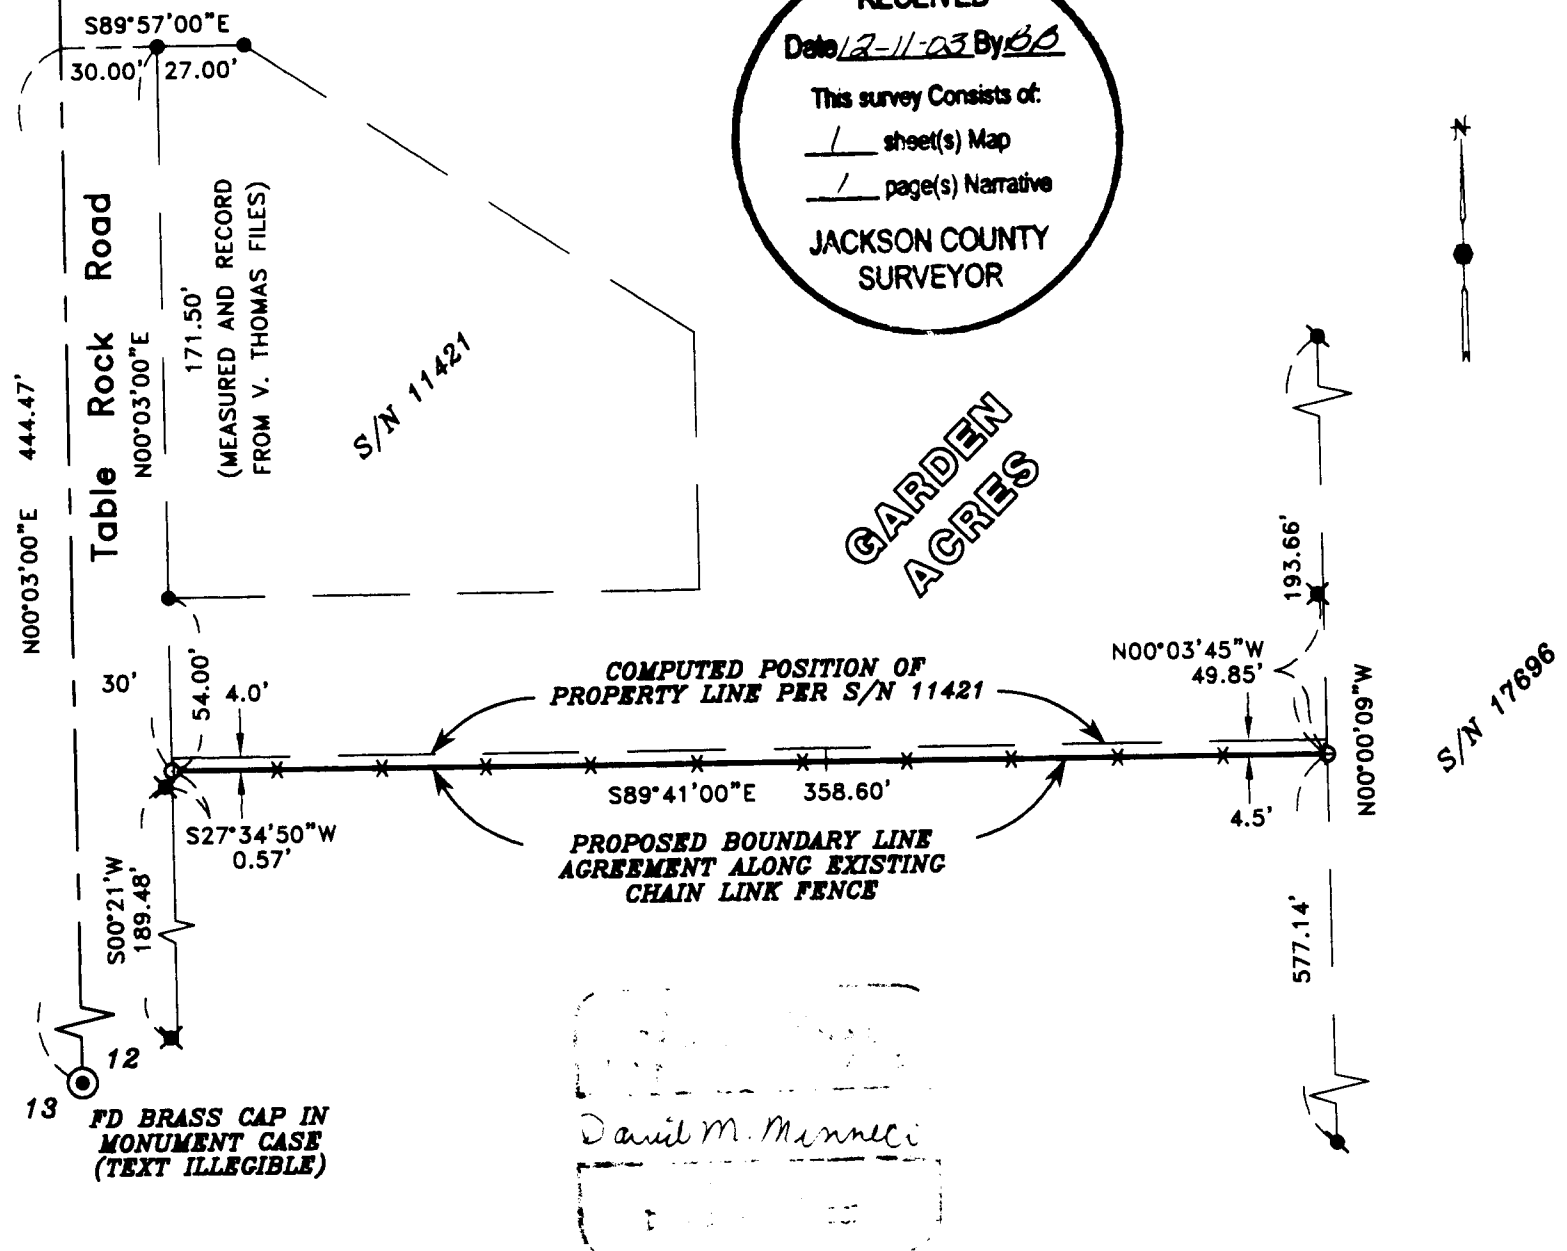 S89°57'00"E
30.00' 27.00'
RECEIVED
Date 12-11-03 By BB
This survey Consists of:
1 sheet(s) Map
1 page(s) Narrative
JACKSON COUNTY
SURVEYOR
N
N00°03'00"E 444.47'
Table Rock Road
N00°03'00"E
171.50'
(MEASURED AND RECORD
FROM V. THOMAS FILES)
S/N 11421
GARDEN
ACRES
193.66'
N00°03'45"W
49.85'
N00°00'09"W
S/N 17696
30'
54.00'
4.0'
COMPUTED POSITION OF
PROPERTY LINE PER S/N 11421
S89°41'00"E 358.60'
S27°34'50"W
0.57'
4.5'
PROPOSED BOUNDARY LINE
AGREEMENT ALONG EXISTING
CHAIN LINK FENCE
S00°21'W
189.48'
577.14'
12
13
FD BRASS CAP IN
MONUMENT CASE
(TEXT ILLEGIBLE)
David M. Minneci